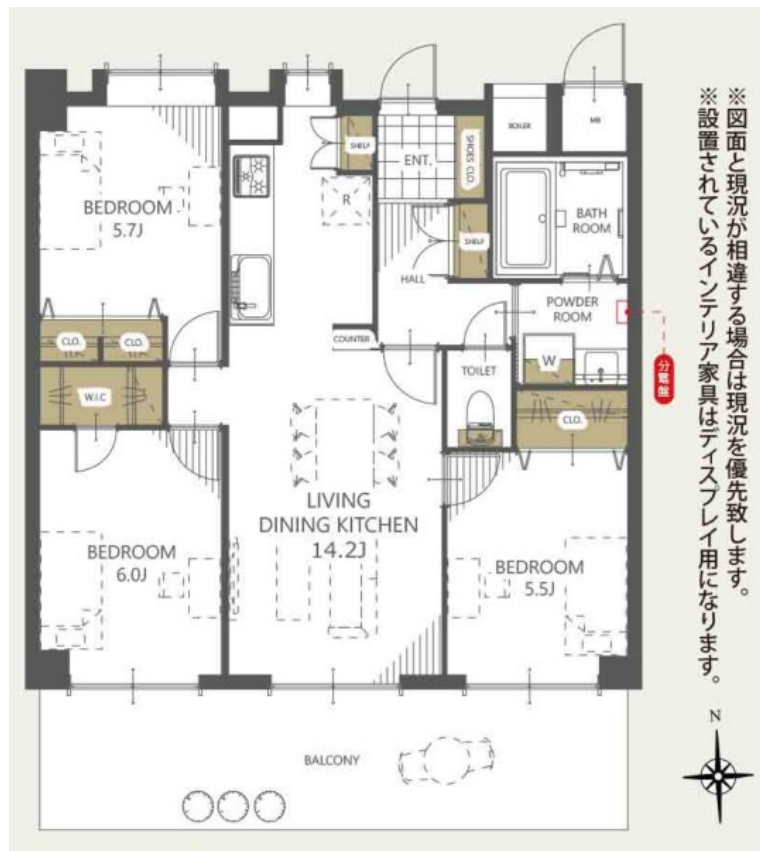 BEDROOM
5.7J
SHELF
ENT.
SHOES CLO.
BOILER
MB
R
BATH
ROOM
SHELF
HALL
POWDER
ROOM
CLO.
CLO.
COUNTER
W
TOILET
分電盤
W.I.C
CLO.
LIVING
DINING KITCHEN
14.2J
BEDROOM
6.0J
BEDROOM
5.5J
BALCONY
※図面と現況が相違する場合は現況を優先致します。
※設置されているインテリア家具はディスプレイ用になります。
N